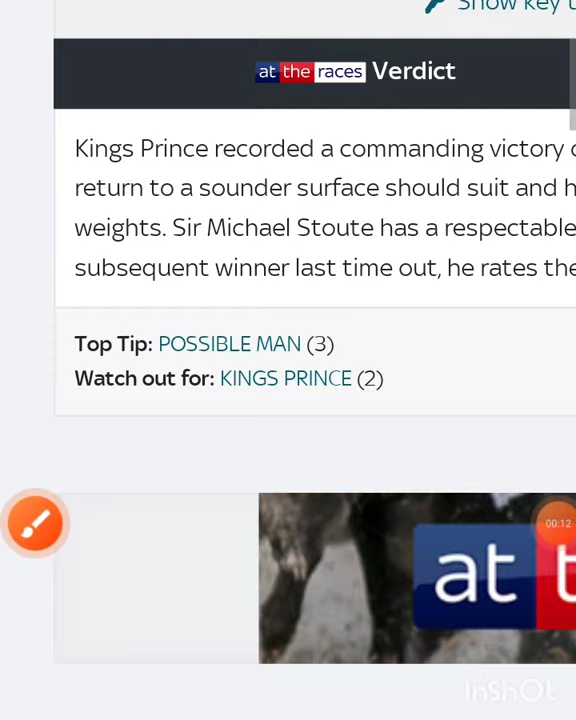 Show key
at the races Verdict
Kings Prince recorded a commanding victory
return to a sounder surface should suit and
weights. Sir Michael Stoute has a respectable
subsequent winner last time out, he rates the
Top Tip: POSSIBLE MAN (3)
Watch out for: KINGS PRINCE (2)
00:12
at
InShOt